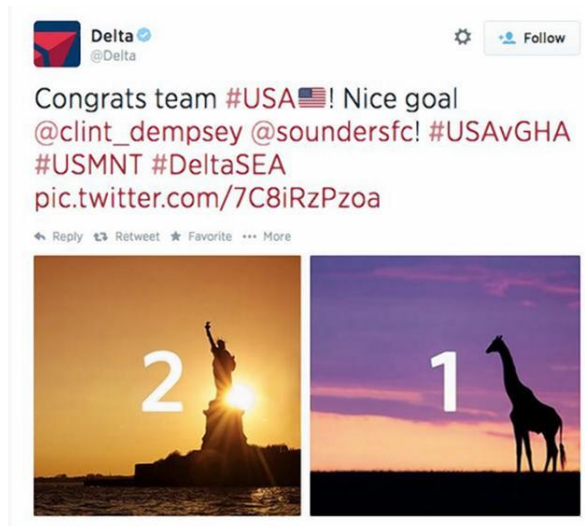 Delta
@Delta
Follow
Congrats team #USA🇺🇸! Nice goal
@clint_dempsey @soundersfc! #USAvGHA
#USMNT #DeltaSEA
pic.twitter.com/7C8iRzPzoa
Reply Retweet Favorite ••• More
2 1